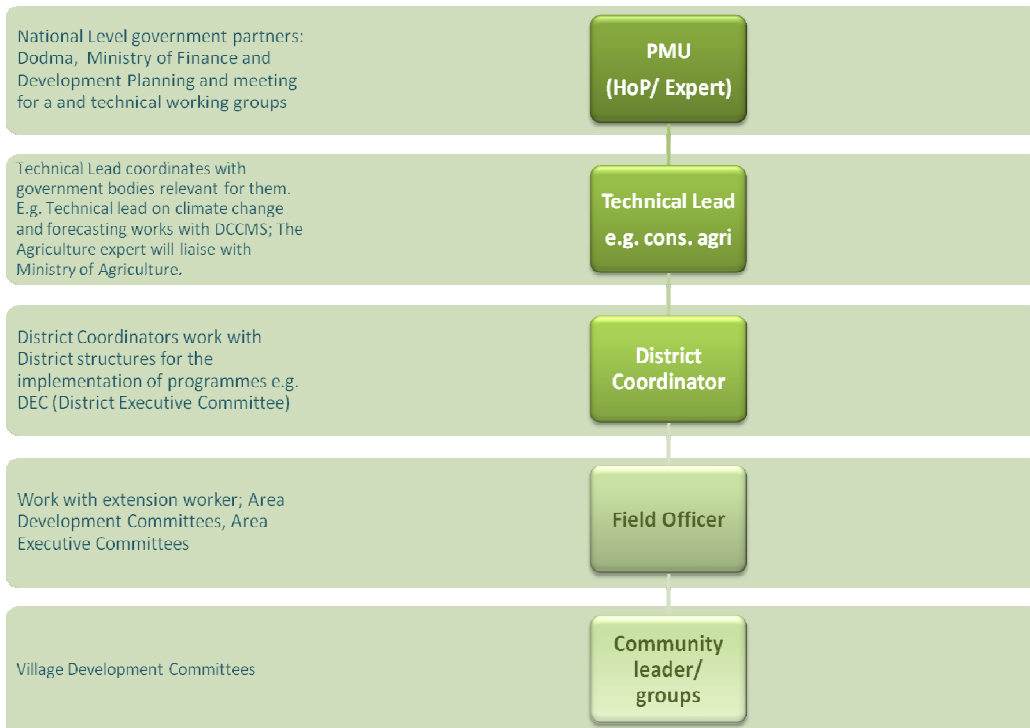 National Level government partners:
Dodma, Ministry of Finance and
Development Planning and meeting
for a and technical working groups
PMU
(HoP/ Expert)
Technical Lead coordinates with
government bodies relevant for them.
E.g. Technical lead on climate change
and forecasting works with DCCMS; The
Agriculture expert will liaise with
Ministry of Agriculture.
Technical Lead
e.g. cons. agri
District Coordinators work with
District structures for the
implementation of programmes e.g.
DEC (District Executive Committee)
District
Coordinator
Work with extension worker; Area
Development Committees, Area
Executive Committees
Field Officer
Village Development Committees
Community
leader/
groups